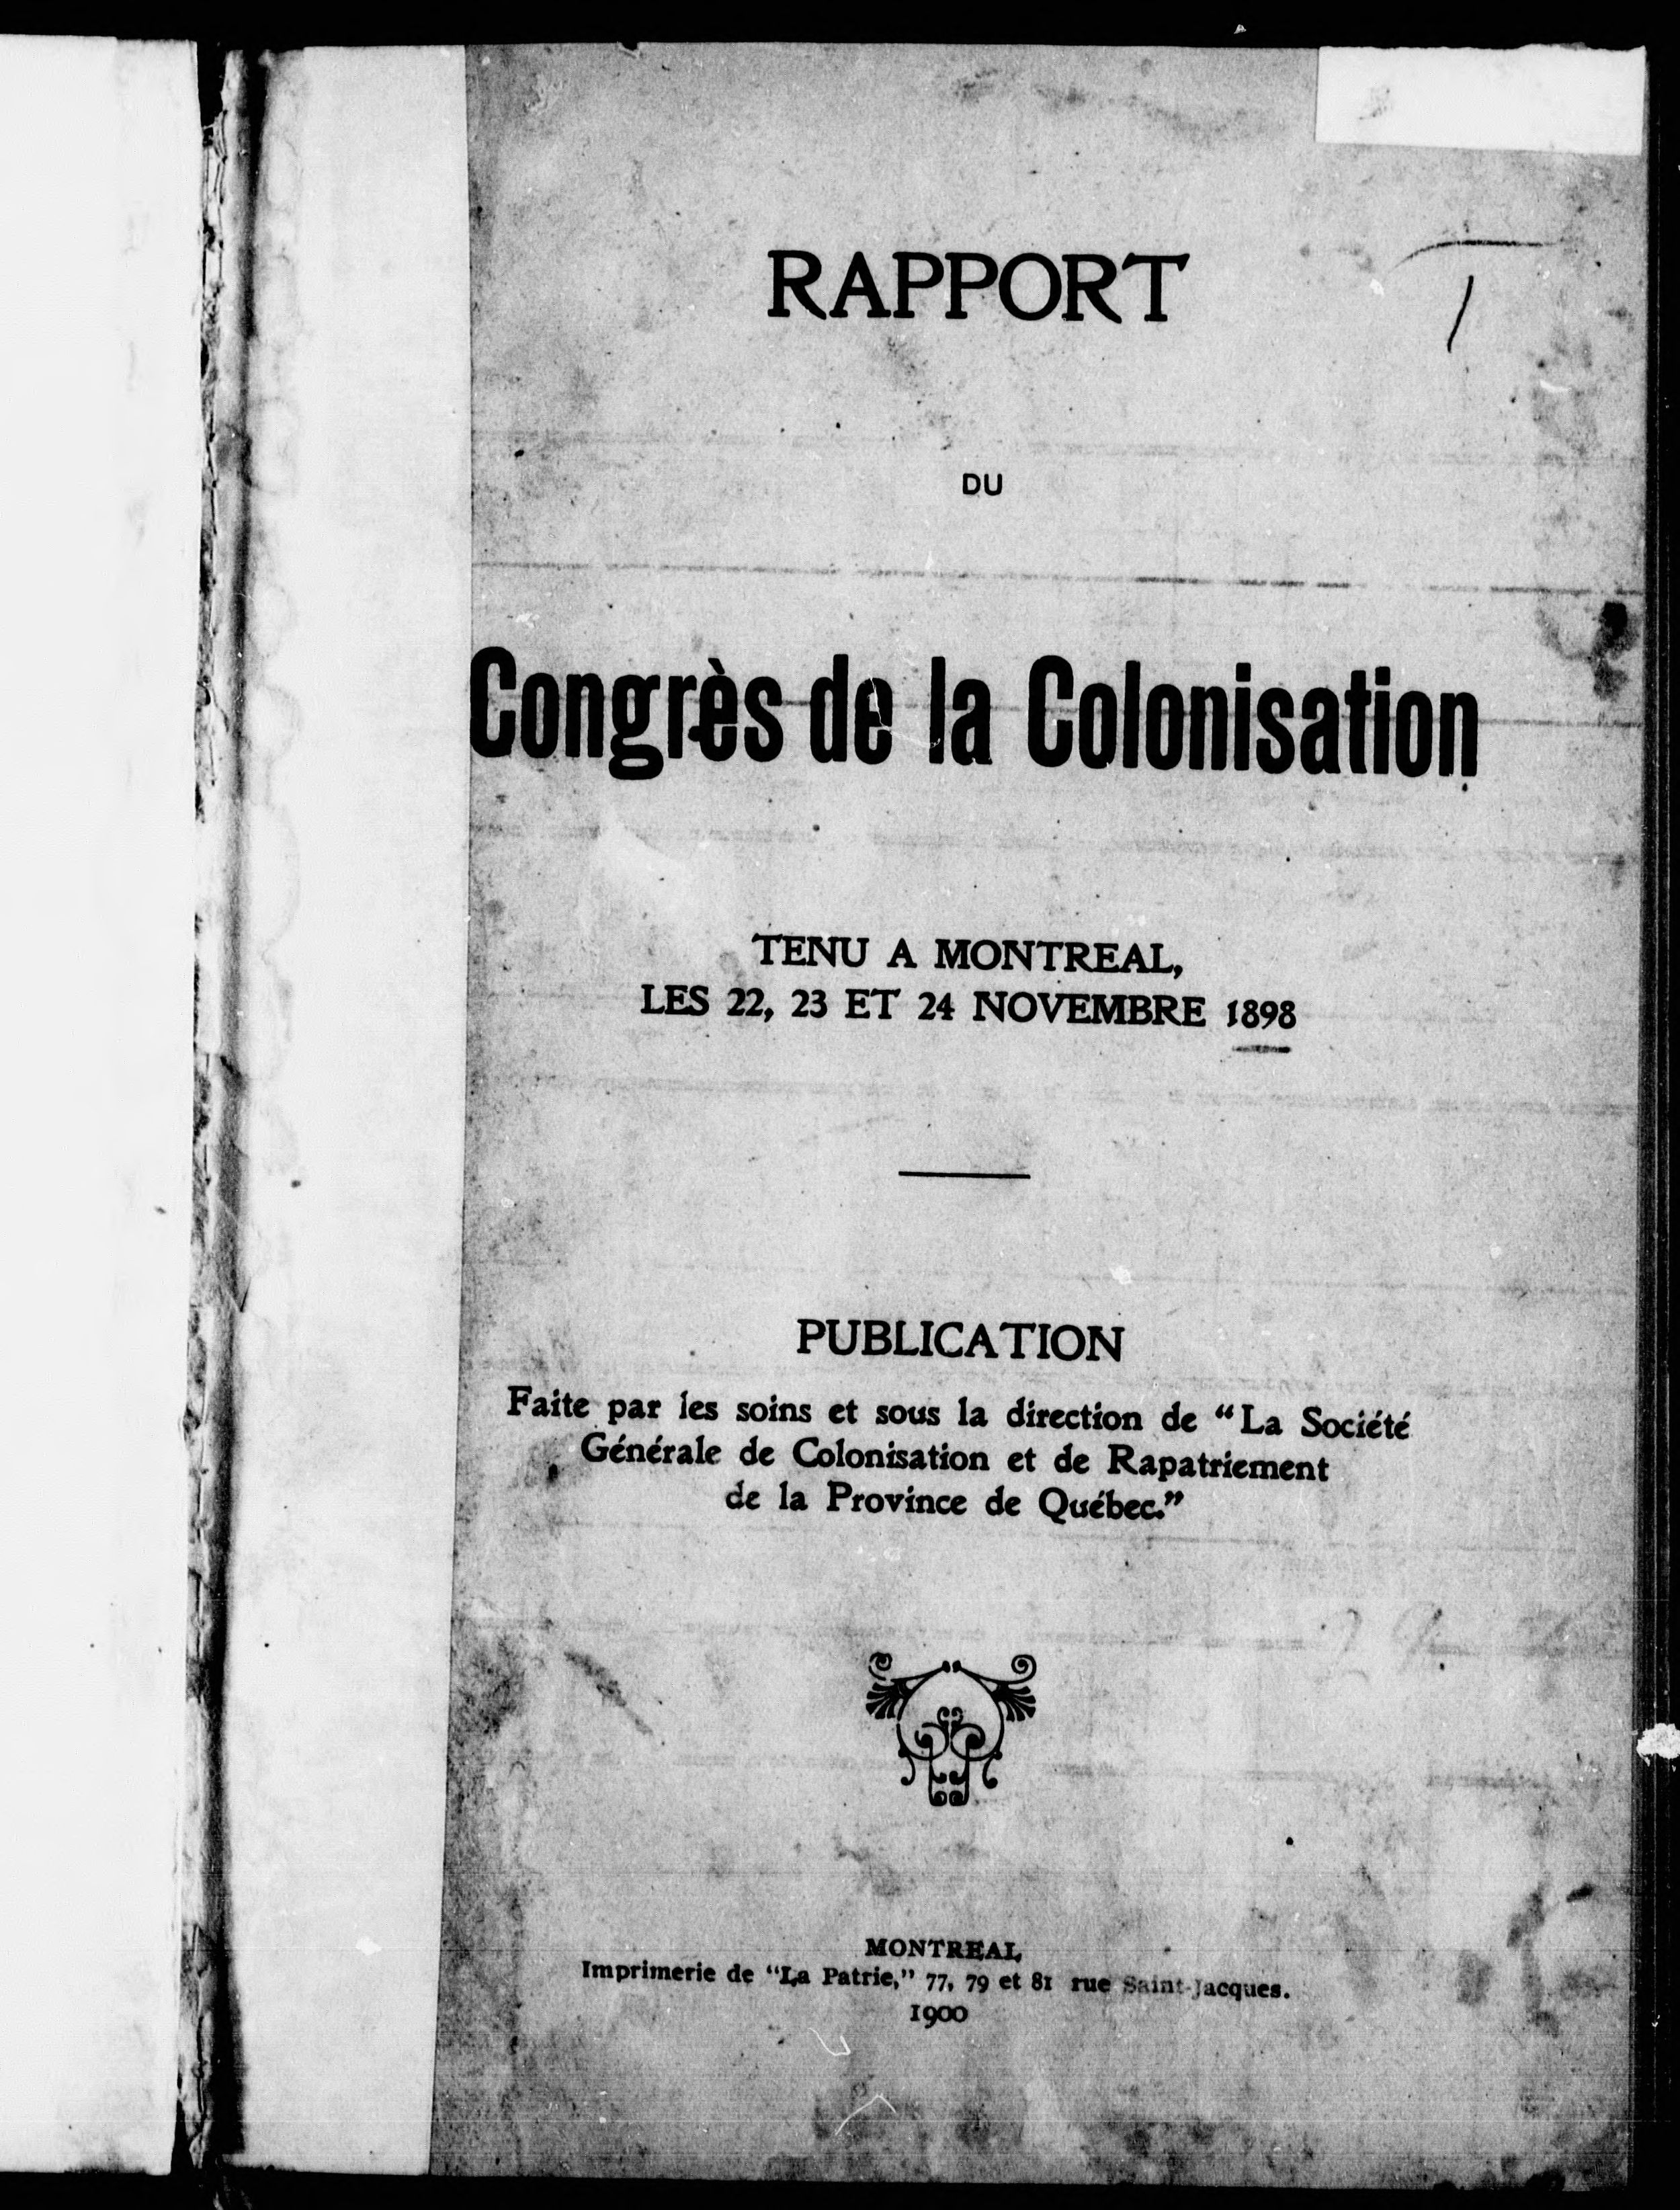 RAPPORT
DU
Congrès de la Colonisation
TENU A MONTREAL,
LES 22, 23 ET 24 NOVEMBRE 1898
PUBLICATION
Faite par les soins et sous la direction de “La Société
Générale de Colonisation et de Rapatriement
de la Province de Québec.”
MONTREAL
Imprimerie de “La Patrie,” 77, 79 et 81 rue Saint-Jacques.
1900